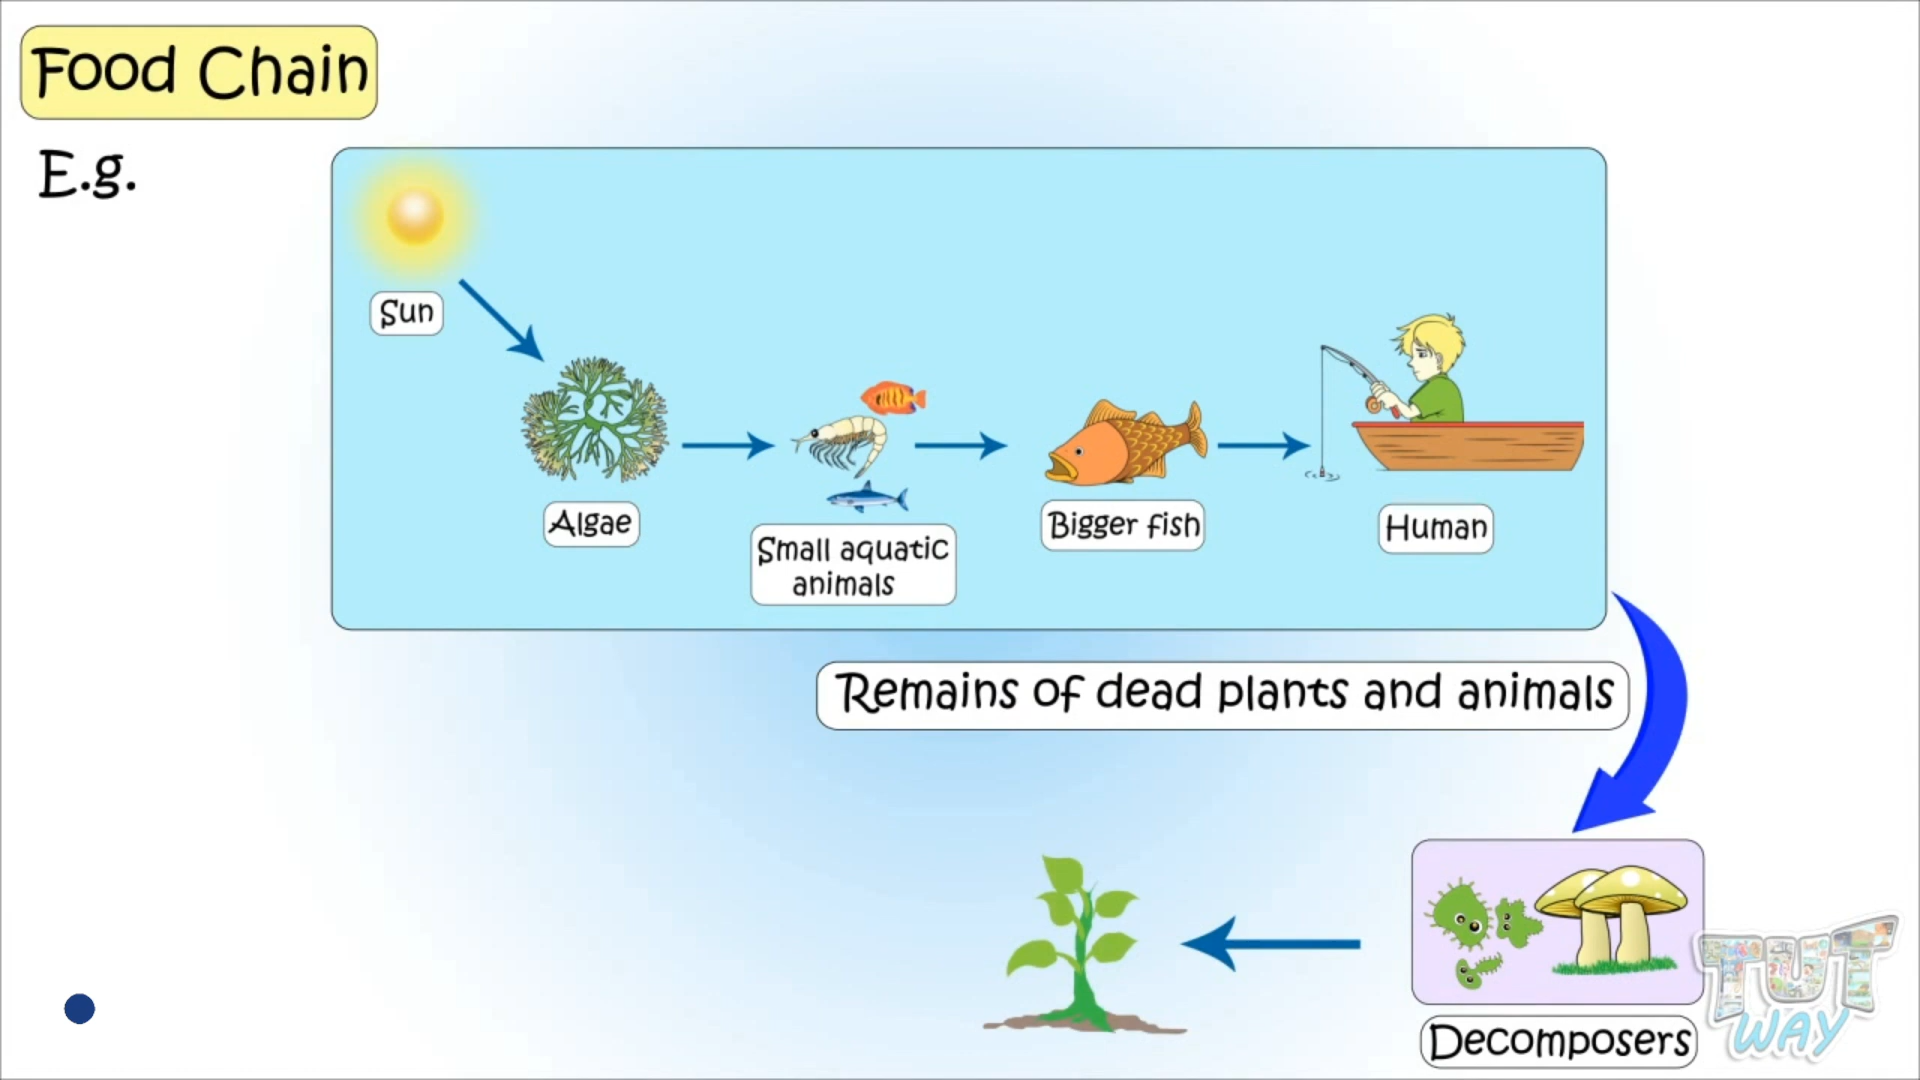 Food Chain
E.g.
Sun
Algae
Small aquatic
animals
Bigger fish
Human
Remains of dead plants and animals
Decomposers
TUT
WAY